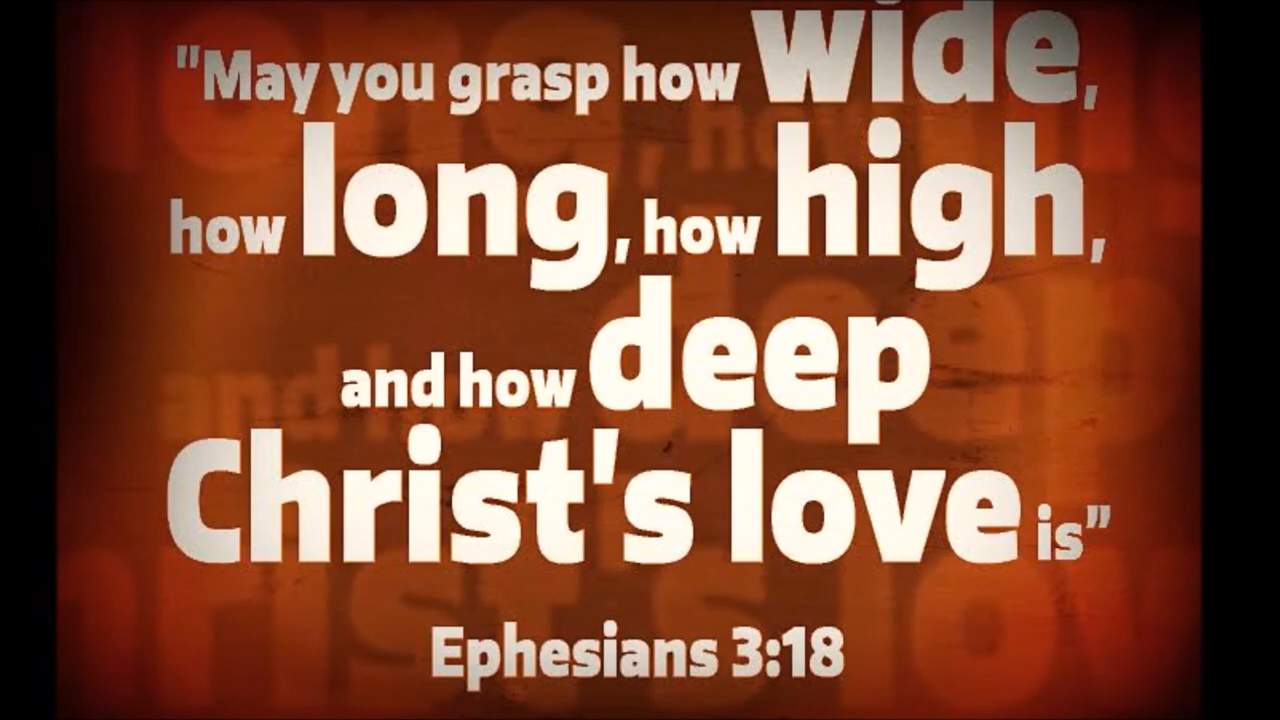 "May you grasp how wide,
how long, how high,
and how deep
Christ's love is"
Ephesians 3:18